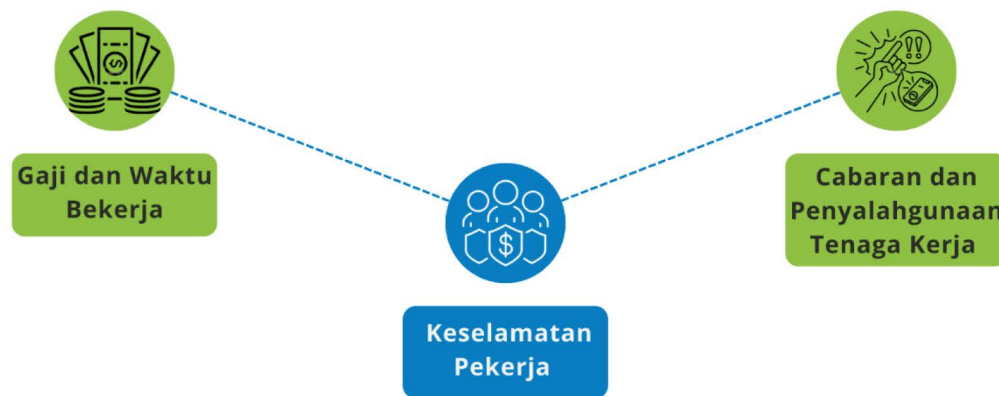 Gaji dan Waktu
Bekerja
Keselamatan
Pekerja
Cabaran dan
Penyalahgunaan
Tenaga Kerja